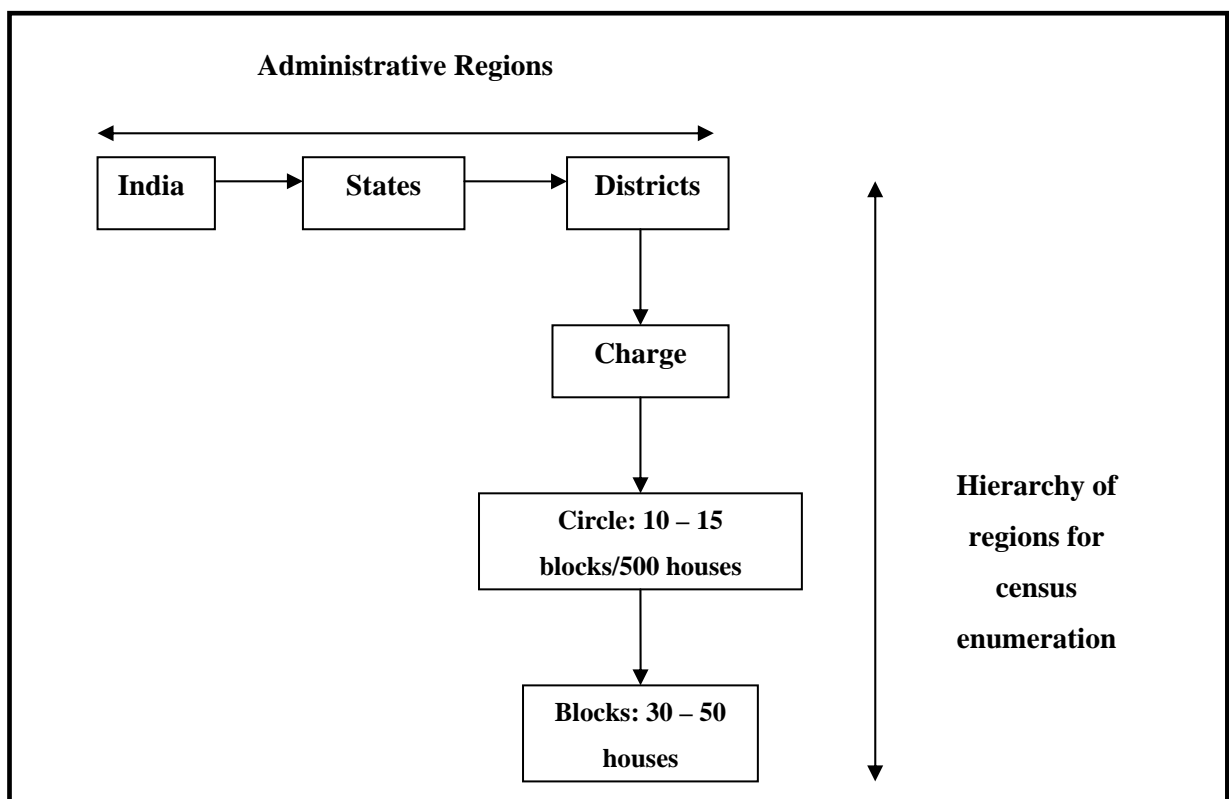 Administrative Regions
India
States
Districts
Charge
Circle: 10 – 15
blocks/500 houses
Hierarchy of
regions for
census
enumeration
Blocks: 30 – 50
houses